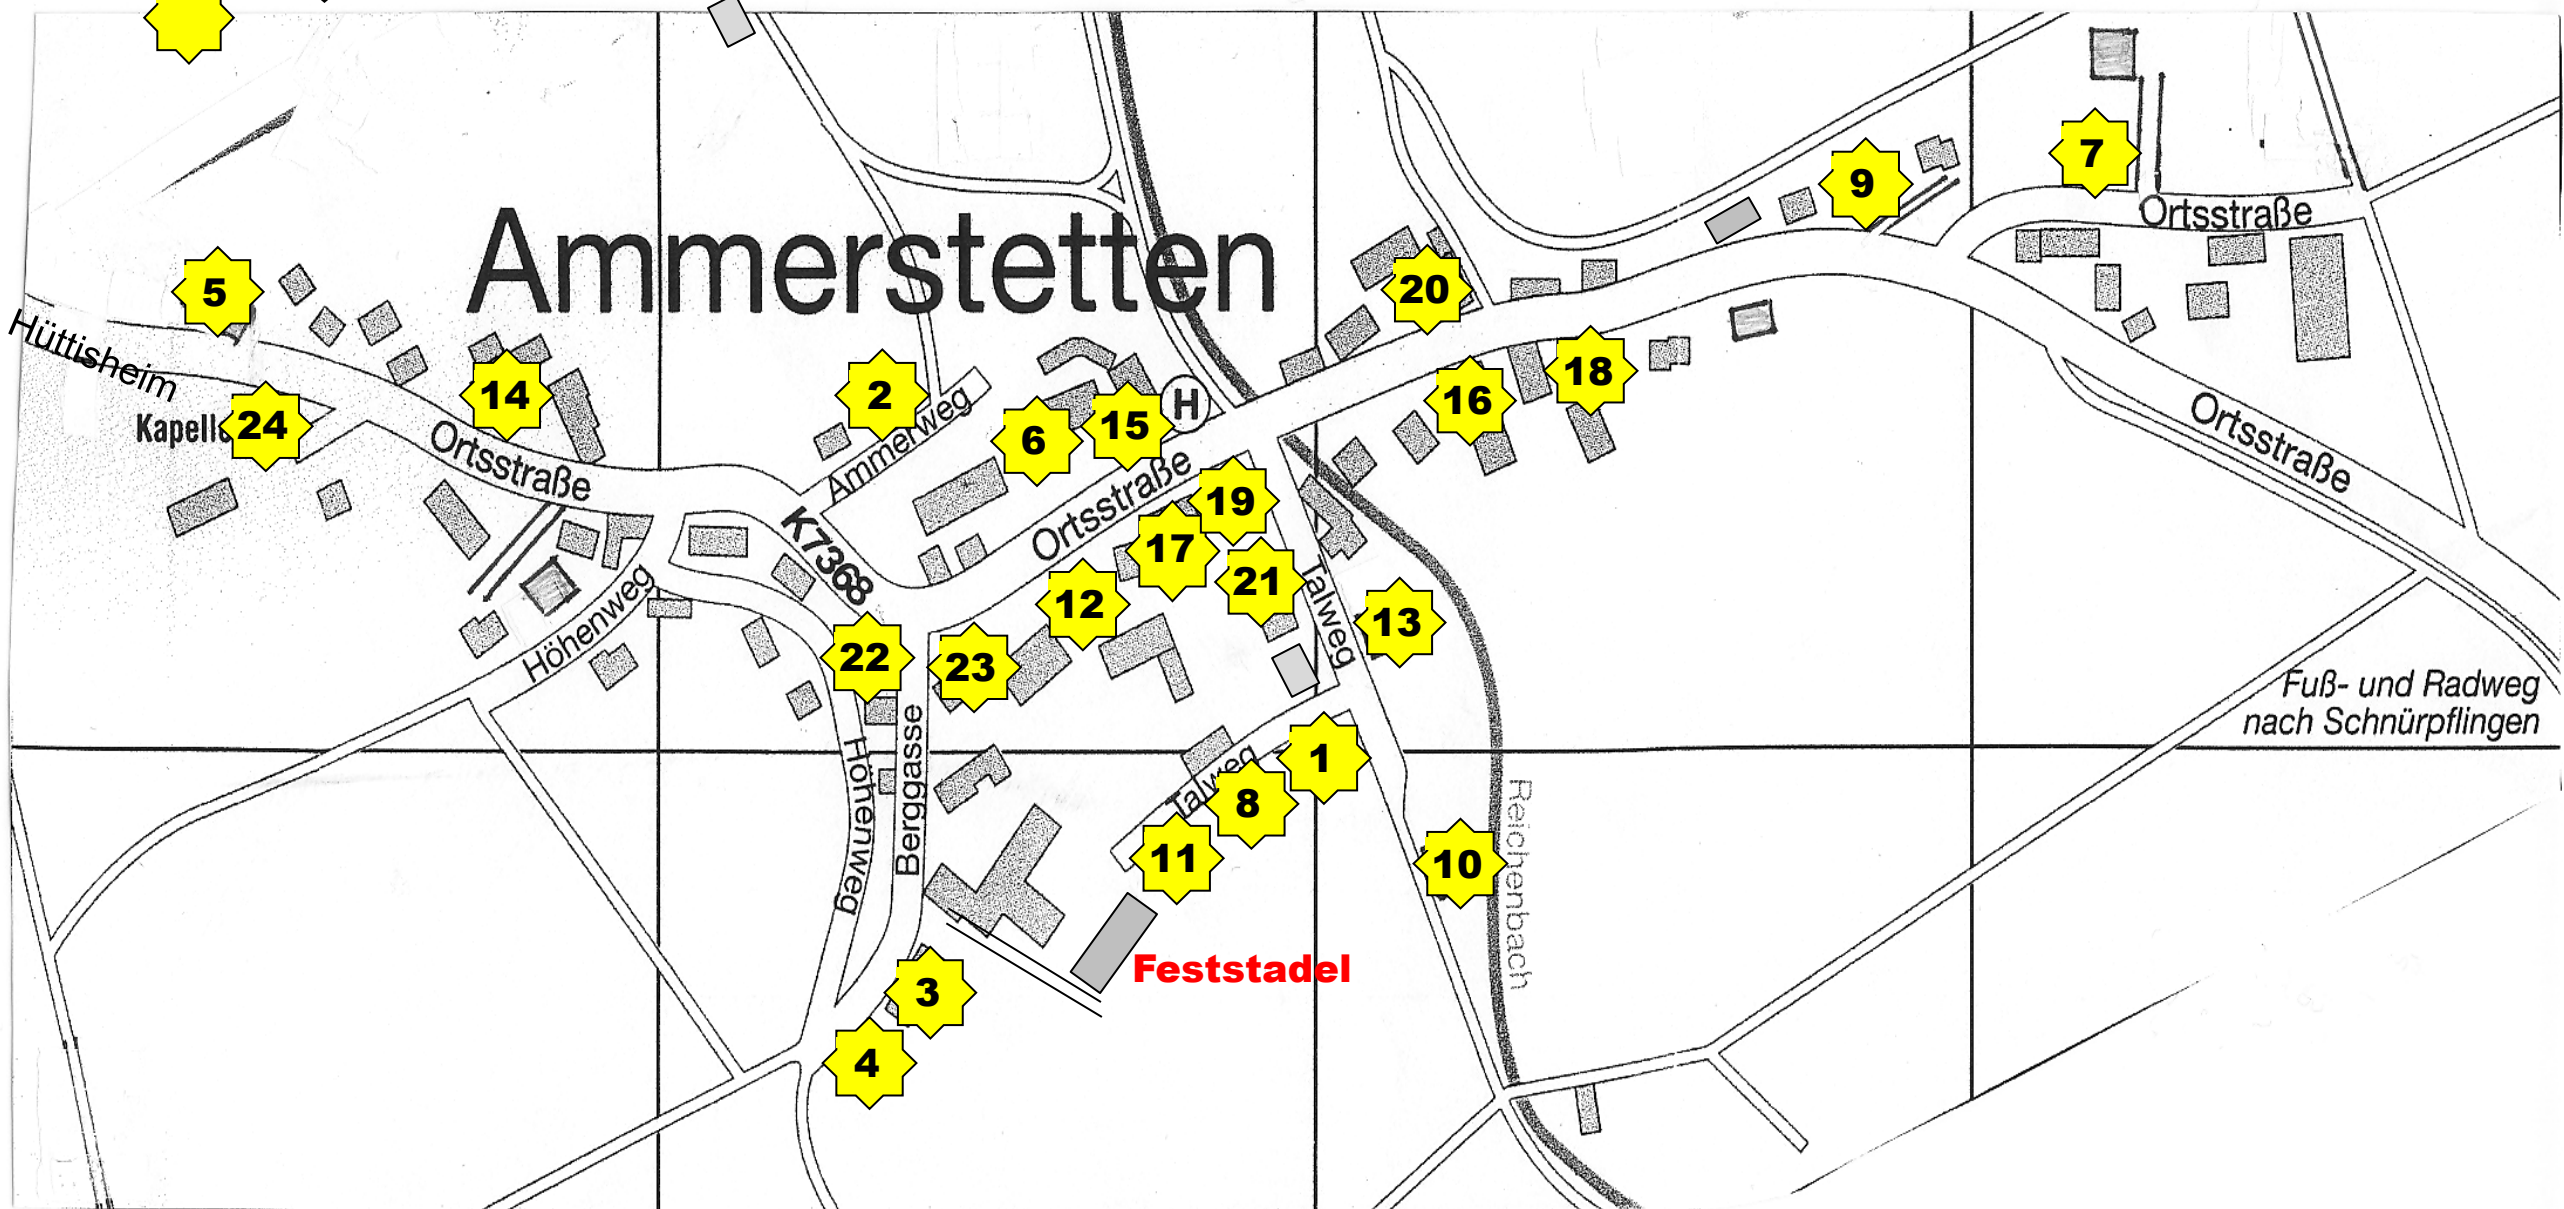 7
9
Ortsstraße
Ammerstetten
5
20
Hüttisheim
14
2
H
18
16
Kapelle
24
Ortsstraße
Ammerweg
6
15
Ortsstraße
Ortsstraße
19
K7368
17
21
12
Talweg
13
Höhenweg
22
23
Fuß- und Radweg
nach Schnürpflingen
Höhenweg
Berggasse
1
Talweg
8
11
10
Reichenbach
Feststadel
3
4